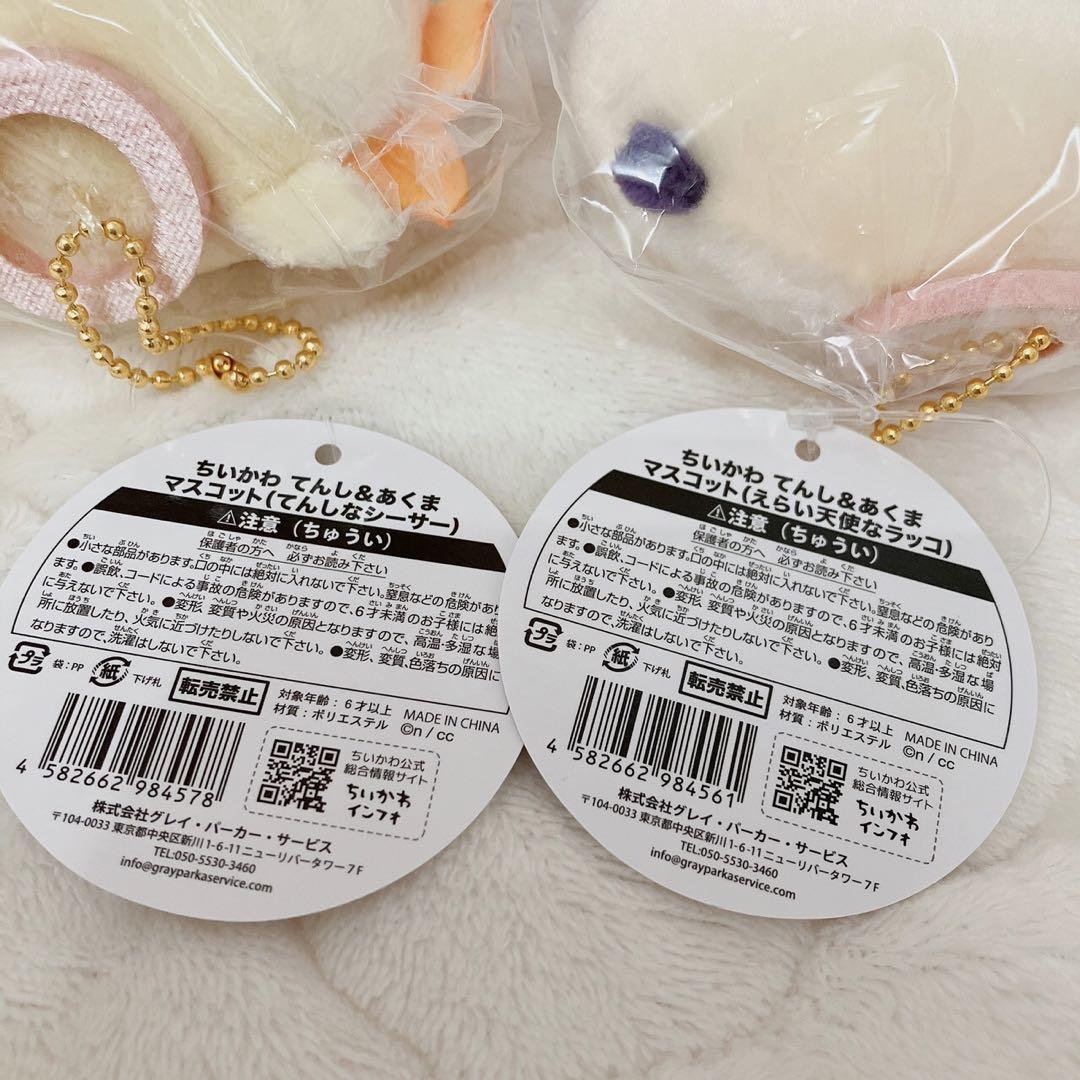 ちいかわ てんし&あくま
マスコット(てんしなシーサー)
⚠注意(ちゅうい)
保護者の方へ 必ずお読み下さい
●小さな部品があります。口の中には絶対に入れないで下さい。窒息などの危険があり
ます。●誤飲、コードによる事故の危険がありますので、6才未満のお子様には絶対
に与えないで下さい。●変形、変質や火災の原因となりますので、高温・多湿な場
所に放置したり、火気に近づけたりしないで下さい。●変形、変質、色落ちの原因に
なりますので、洗濯はしないで下さい。
プラ 袋:PP 紙 下げ札 転売禁止
対象年齢:6才以上
材質:ポリエステル
MADE IN CHINA
©n / cc
4 582662 984578
ちいかわ公式
総合情報サイト
ちいかわ
インフォ
株式会社グレイ・パーカー・サービス
〒104-0033 東京都中央区新川1-6-11ニューリバータワー7F
TEL:050-5530-3460
info@grayparkaservice.com
ちいかわ てんし&あくま
マスコット(えらい天使なラッコ)
⚠注意(ちゅうい)
保護者の方へ 必ずお読み下さい
●小さな部品があります。口の中には絶対に入れないで下さい。窒息などの危険があり
ます。●誤飲、コードによる事故の危険がありますので、6才未満のお子様には絶対
に与えないで下さい。●変形、変質や火災の原因となりますので、高温・多湿な場
所に放置したり、火気に近づけたりしないで下さい。●変形、変質、色落ちの原因に
なりますので、洗濯はしないで下さい。
プラ 袋:PP 紙 下げ札 転売禁止
対象年齢:6才以上
材質:ポリエステル
MADE IN CHINA
©n / cc
4 582662 984561
ちいかわ公式
総合情報サイト
ちいかわ
インフォ
株式会社グレイ・パーカー・サービス
〒104-0033 東京都中央区新川1-6-11ニューリバータワー7F
TEL:050-5530-3460
info@grayparkaservice.com